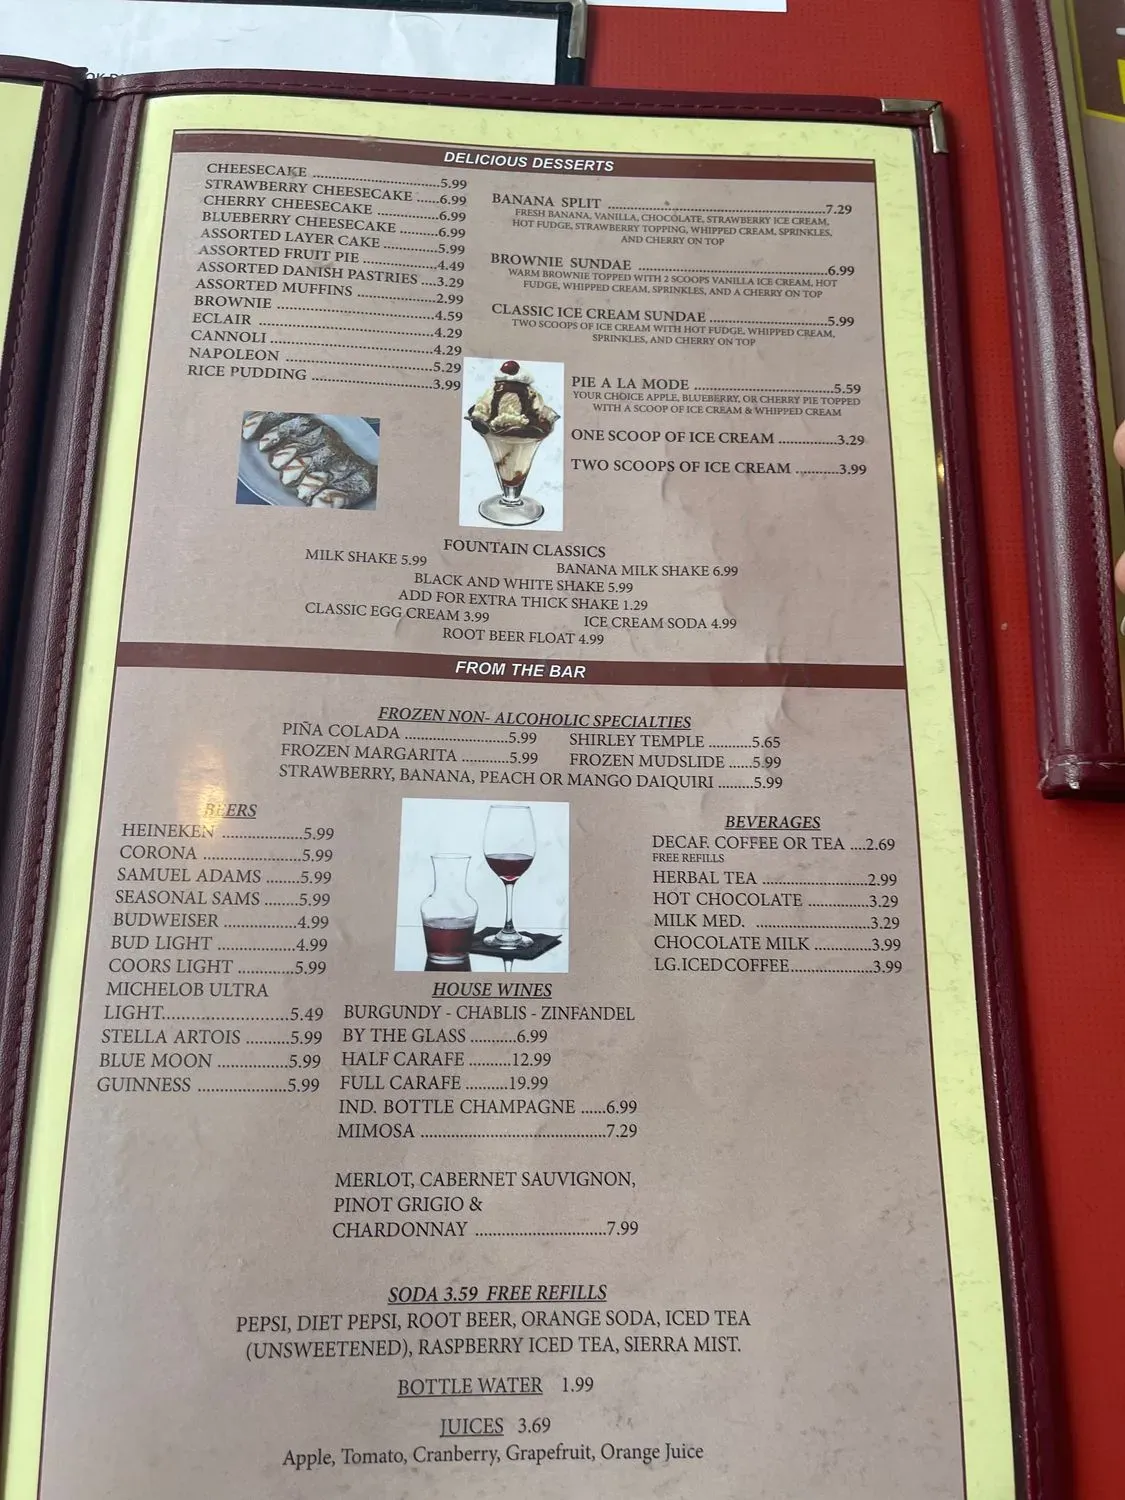 DELICIOUS DESSERTS
CHEESECAKE ..............................5.99
STRAWBERRY CHEESECAKE ......6.99
CHERRY CHEESECAKE ................6.99
BLUEBERRY CHEESECAKE ..........6.99
ASSORTED LAYER CAKE ...............5.99
ASSORTED FRUIT PIE ..................4.49
ASSORTED DANISH PASTRIES ....3.29
ASSORTED MUFFINS ...................2.99
BROWNIE ....................................4.59
ECLAIR .........................................4.29
CANNOLI ......................................4.29
NAPOLEON ..................................5.29
RICE PUDDING ............................3.99
BANANA SPLIT ..................................................7.29
FRESH BANANA, VANILLA, CHOCOLATE, STRAWBERRY ICE CREAM,
HOT FUDGE, STRAWBERRY TOPPING, WHIPPED CREAM, SPRINKLES,
AND CHERRY ON TOP
BROWNIE SUNDAE ...........................................6.99
WARM BROWNIE TOPPED WITH 2 SCOOPS VANILLA ICE CREAM, HOT
FUDGE, WHIPPED CREAM, SPRINKLES, AND A CHERRY ON TOP
CLASSIC ICE CREAM SUNDAE ...........................5.99
TWO SCOOPS OF ICE CREAM WITH HOT FUDGE, WHIPPED CREAM,
SPRINKLES, AND CHERRY ON TOP
PIE A LA MODE ................................5.59
YOUR CHOICE APPLE, BLUEBERRY, OR CHERRY PIE TOPPED
WITH A SCOOP OF ICE CREAM & WHIPPED CREAM
ONE SCOOP OF ICE CREAM .............3.29
TWO SCOOPS OF ICE CREAM ..........3.99
FOUNTAIN CLASSICS
MILK SHAKE 5.99 BANANA MILK SHAKE 6.99
BLACK AND WHITE SHAKE 5.99
ADD FOR EXTRA THICK SHAKE 1.29
CLASSIC EGG CREAM 3.99 ICE CREAM SODA 4.99
ROOT BEER FLOAT 4.99
FROM THE BAR
FROZEN NON- ALCOHOLIC SPECIALTIES
PIÑA COLADA ........................5.99 SHIRLEY TEMPLE ..........5.65
FROZEN MARGARITA .............5.99 FROZEN MUDSLIDE ......5.99
STRAWBERRY, BANANA, PEACH OR MANGO DAIQUIRI .........5.99
BEERS
HEINEKEN .................5.99
CORONA .....................5.99
SAMUEL ADAMS .......5.99
SEASONAL SAMS .......5.99
BUDWEISER ................4.99
BUD LIGHT ................4.99
COORS LIGHT ............5.99
MICHELOB ULTRA
LIGHT..........................5.49
STELLA ARTOIS .........5.99
BLUE MOON ...............5.99
GUINNESS ..................5.99
HOUSE WINES
BURGUNDY - CHABLIS - ZINFANDEL
BY THE GLASS ..........6.99
HALF CARAFE .........12.99
FULL CARAFE .........19.99
IND. BOTTLE CHAMPAGNE ......6.99
MIMOSA .......................................7.29
MERLOT, CABERNET SAUVIGNON,
PINOT GRIGIO &
CHARDONNAY ...........................7.99
BEVERAGES
DECAF. COFFEE OR TEA ....2.69
FREE REFILLS
HERBAL TEA ......................2.99
HOT CHOCOLATE .............3.29
MILK MED. ........................3.29
CHOCOLATE MILK ............3.99
LG.ICED COFFEE.................3.99
SODA 3.59 FREE REFILLS
PEPSI, DIET PEPSI, ROOT BEER, ORANGE SODA, ICED TEA
(UNSWEETENED), RASPBERRY ICED TEA, SIERRA MIST.
BOTTLE WATER 1.99
JUICES 3.69
Apple, Tomato, Cranberry, Grapefruit, Orange Juice